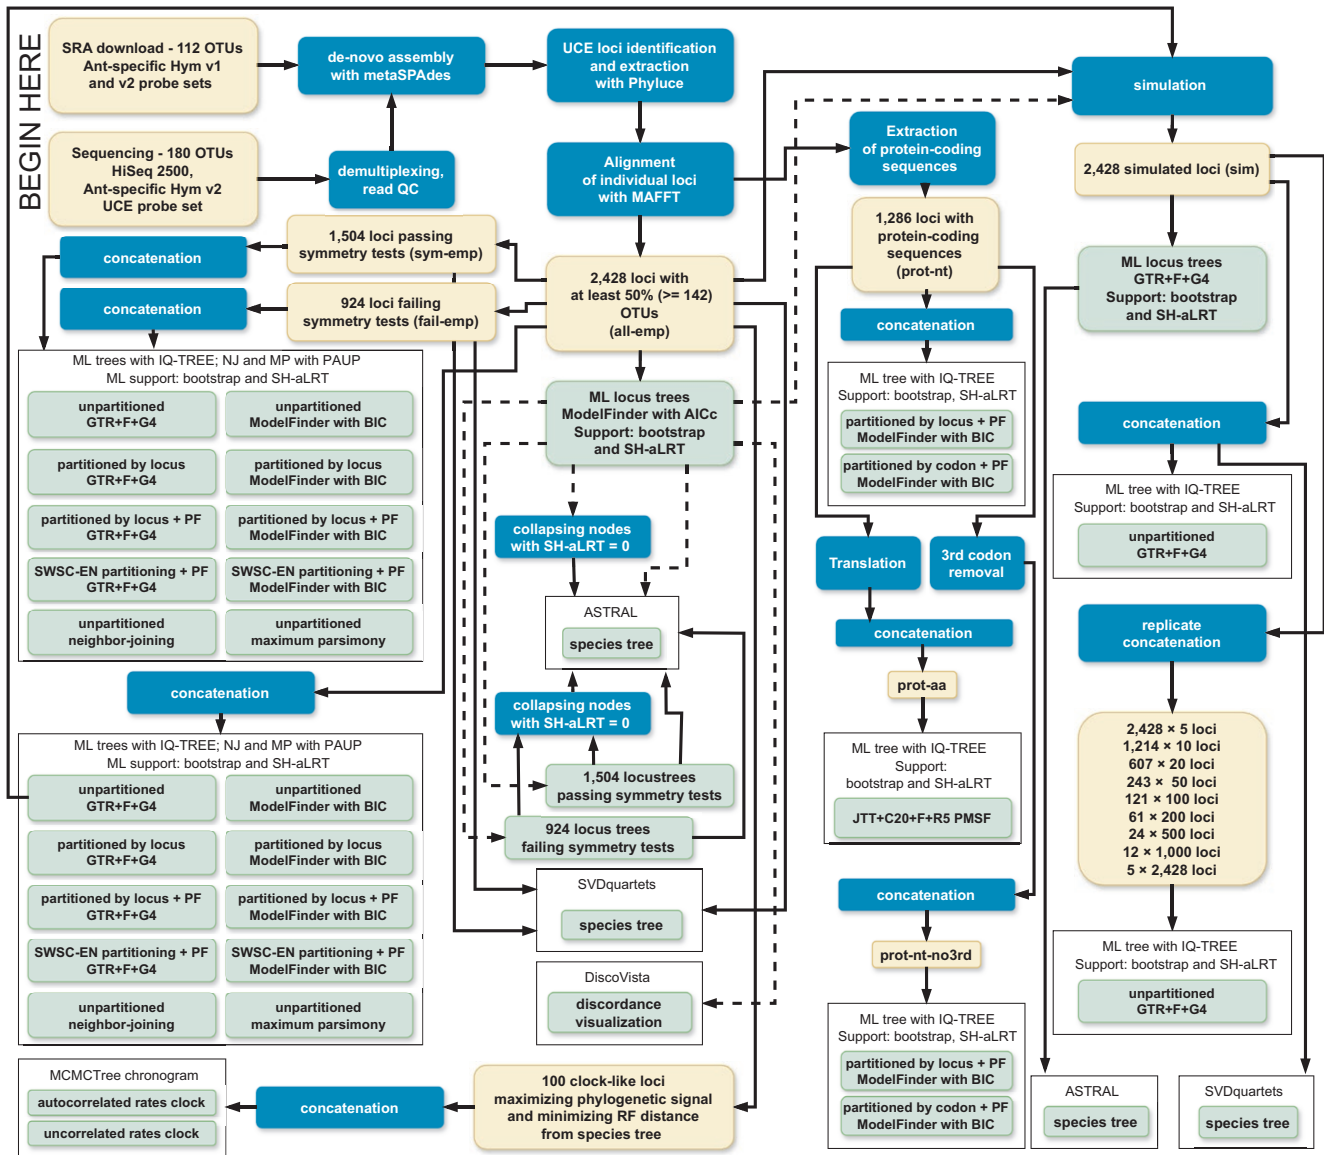 BEGIN HERE
SRA download - 112 OTUs
Ant-specific Hym v1
and v2 probe sets
de-novo assembly
with metaSPAdes
UCE loci identification
and extraction
with Phyluce
simulation
Sequencing - 180 OTUs
HiSeq 2500,
Ant-specific Hym v2
UCE probe set
demultiplexing,
read QC
Alignment
of individual loci
with MAFFT
Extraction
of protein-coding
sequences
2,428 simulated loci (sim)
1,504 loci passing
symmetry tests (sym-emp)
concatenation
924 loci failing
symmetry tests (fail-emp)
concatenation
2,428 loci with
at least 50% (>= 142)
OTUs
(all-emp)
1,286 loci with
protein-coding
sequences
(prot-nt)
concatenation
ML locus trees
GTR+F+G4
Support: bootstrap
and SH-aLRT
ML trees with IQ-TREE; NJ and MP with PAUP
ML support: bootstrap and SH-aLRT
unpartitioned
GTR+F+G4
unpartitioned
ModelFinder with BIC
partitioned by locus
GTR+F+G4
partitioned by locus
ModelFinder with BIC
partitioned by locus + PF
GTR+F+G4
partitioned by locus + PF
ModelFinder with BIC
SWSC-EN partitioning + PF
GTR+F+G4
SWSC-EN partitioning + PF
ModelFinder with BIC
unpartitioned
neighbor-joining
unpartitioned
maximum parsimony
ML locus trees
ModelFinder with AICc
Support: bootstrap
and SH-aLRT
ML tree with IQ-TREE
Support: bootstrap, SH-aLRT
partitioned by locus + PF
ModelFinder with BIC
partitioned by codon + PF
ModelFinder with BIC
concatenation
ML tree with IQ-TREE
Support: bootstrap and SH-aLRT
unpartitioned
GTR+F+G4
collapsing nodes
with SH-aLRT = 0
Translation
3rd codon
removal
ASTRAL
species tree
concatenation
replicate
concatenation
concatenation
collapsing nodes
with SH-aLRT = 0
prot-aa
ML trees with IQ-TREE; NJ and MP with PAUP
ML support: bootstrap and SH-aLRT
unpartitioned
GTR+F+G4
unpartitioned
ModelFinder with BIC
partitioned by locus
GTR+F+G4
partitioned by locus
ModelFinder with BIC
partitioned by locus + PF
GTR+F+G4
partitioned by locus + PF
ModelFinder with BIC
SWSC-EN partitioning + PF
GTR+F+G4
SWSC-EN partitioning + PF
ModelFinder with BIC
unpartitioned
neighbor-joining
unpartitioned
maximum parsimony
1,504 locustrees
passing symmetry tests
924 locus trees
failing symmetry tests
ML tree with IQ-TREE
Support:
bootstrap and SH-aLRT
JTT+C20+F+R5 PMSF
2,428 × 5 loci
1,214 × 10 loci
607 × 20 loci
243 × 50 loci
121 × 100 loci
61 × 200 loci
24 × 500 loci
12 × 1,000 loci
5 × 2,428 loci
SVDquartets
species tree
concatenation
prot-nt-no3rd
ML tree with IQ-TREE
Support: bootstrap and SH-aLRT
unpartitioned
GTR+F+G4
DiscoVista
discordance
visualization
ML tree with IQ-TREE
Support: bootstrap, SH-aLRT
partitioned by locus + PF
ModelFinder with BIC
partitioned by codon + PF
ModelFinder with BIC
MCMCTree chronogram
autocorrelated rates clock
uncorrelated rates clock
concatenation
100 clock-like loci
maximizing phylogenetic signal
and minimizing RF distance
from species tree
ASTRAL
species tree
SVDquartets
species tree